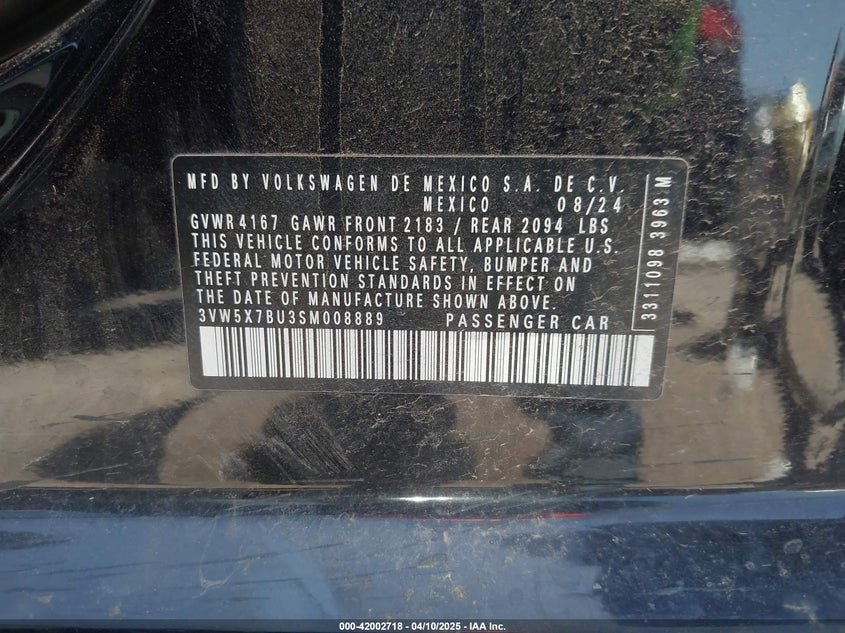 MFD BY VOLKSWAGEN DE MEXICO S.A. DE C.V.
MEXICO 08/24
GVWR 4167 GAWR FRONT 2183 / REAR 2094 LBS
THIS VEHICLE CONFORMS TO ALL APPLICABLE U.S.
FEDERAL MOTOR VEHICLE SAFETY, BUMPER AND
THEFT PREVENTION STANDARDS IN EFFECT ON
DATE OF MANUFACTURE SHOWN ABOVE.
3VW5X7BU3SM008889 PASSENGER CAR
3311098 3963 M
000-42002718 - 04/10/2025 - IAA Inc.